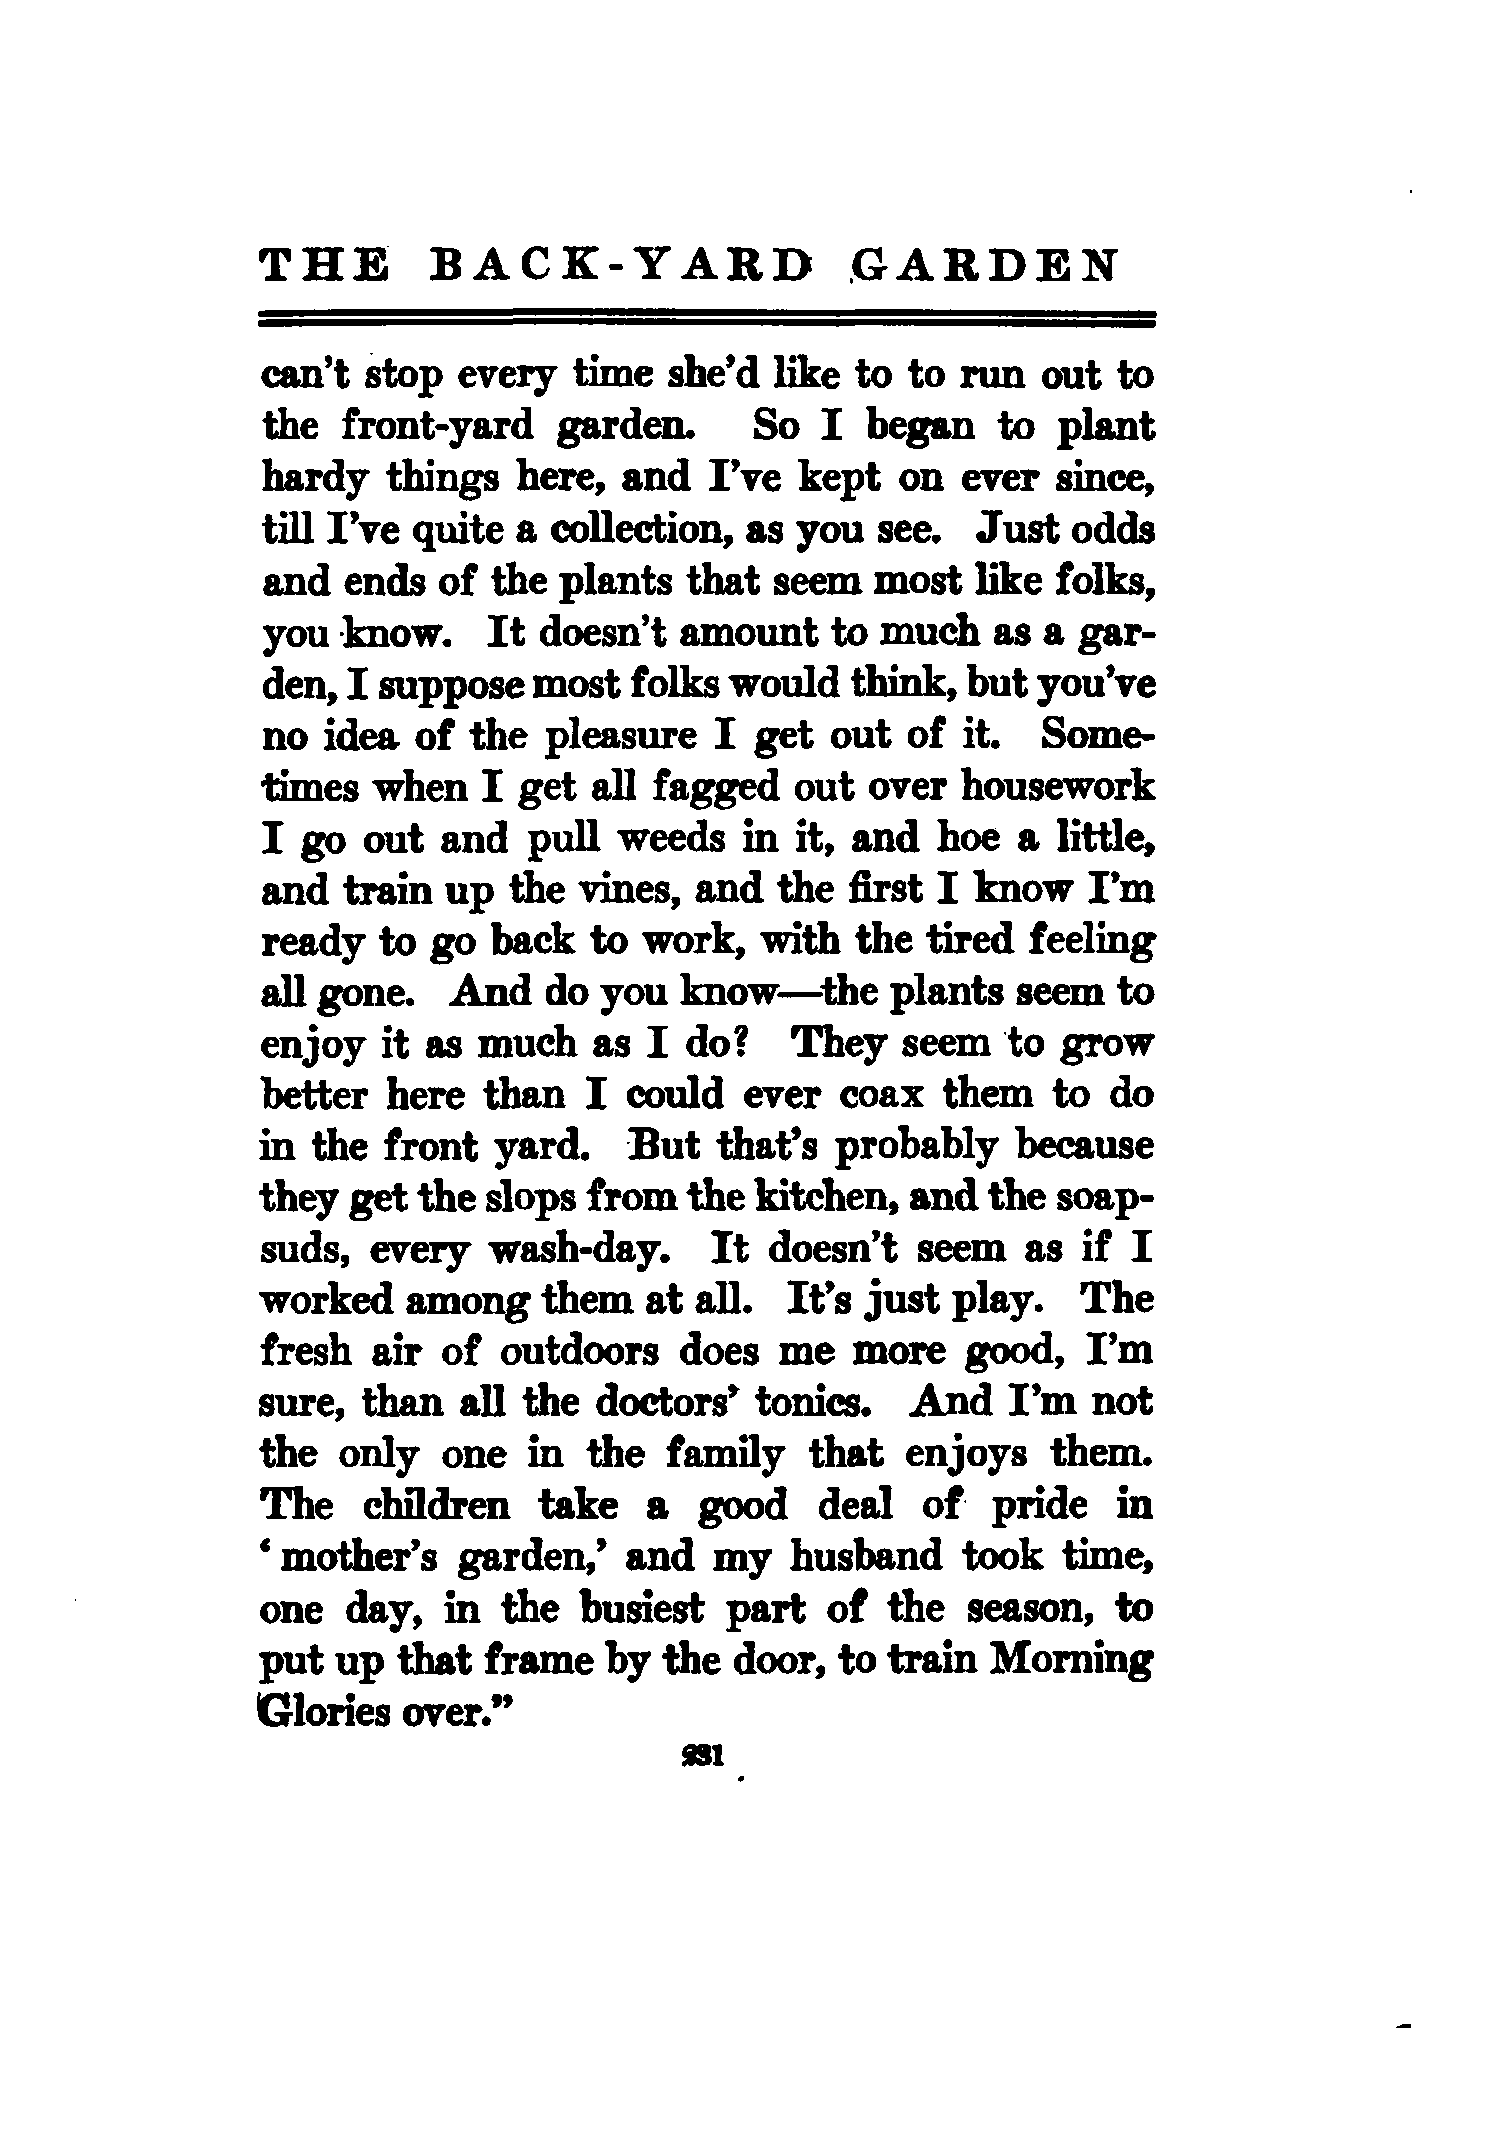 THE BACK-YARD GARDEN
can't stop every time she'd like to to run out to
the front-yard garden. So I began to plant
hardy things here, and I've kept on ever since,
till I've quite a collection, as you see. Just odds
and ends of the plants that seem most like folks,
you know. It doesn't amount to much as a gar-
den, I suppose most folks would think, but you've
no idea of the pleasure I get out of it. Some-
times when I get all fagged out over housework
I go out and pull weeds in it, and hoe a little,
and train up the vines, and the first I know I'm
ready to go back to work, with the tired feeling
all gone. And do you know—the plants seem to
enjoy it as much as I do? They seem to grow
better here than I could ever coax them to do
in the front yard. But that's probably because
they get the slops from the kitchen, and the soap-
suds, every wash-day. It doesn't seem as if I
worked among them at all. It's just play. The
fresh air of outdoors does me more good, I'm
sure, than all the doctors' tonics. And I'm not
the only one in the family that enjoys them.
The children take a good deal of pride in
‘mother's garden,’ and my husband took time,
one day, in the busiest part of the season, to
put up that frame by the door, to train Morning
Glories over.”
231